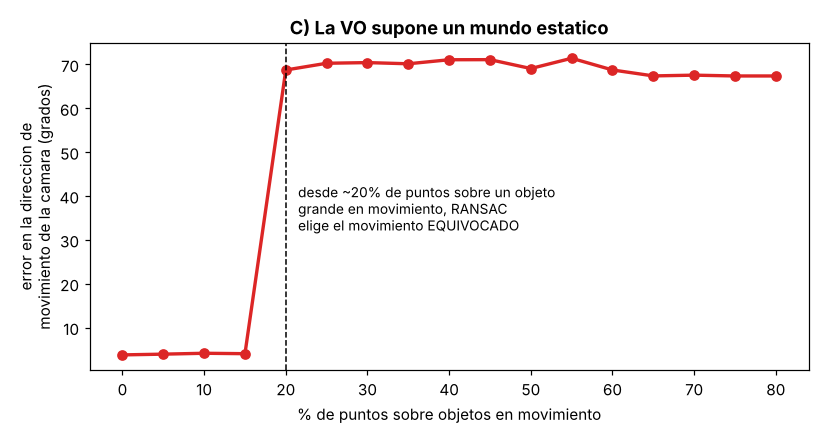 C) La VO supone un mundo estatico
error en la direccion de
movimiento de la camara (grados)
70
60
50
40
30
20
10
desde ~20% de puntos sobre un objeto
grande en movimiento, RANSAC
elige el movimiento EQUIVOCADO
0 10 20 30 40 50 60 70 80
% de puntos sobre objetos en movimiento